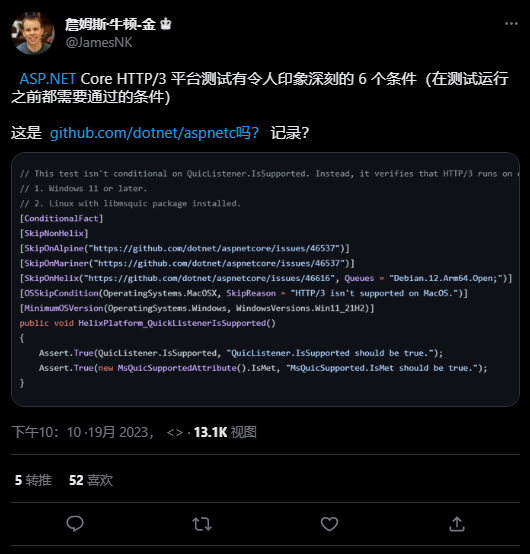 詹姆斯·牛顿-金
@JamesNK
ASP.NET Core HTTP/3 平台测试有令人印象深刻的 6 个条件（在测试运行
之前都需要通过的条件）
这是 github.com/dotnet/aspnetc吗? 记录?
// This test isn't conditional on QuicListener.IsSupported. Instead, it verifies that HTTP/3 runs on
// 1. Windows 11 or later.
// 2. Linux with libmsquic package installed.
[ConditionalFact]
[SkipNonHelix]
[SkipOnAlpine("https://github.com/dotnet/aspnetcore/issues/46537")]
[SkipOnMariner("https://github.com/dotnet/aspnetcore/issues/46537")]
[SkipOnHelix("https://github.com/dotnet/aspnetcore/issues/46616", Queues = "Debian.12.Arm64.Open;")]
[OSSkipCondition(OperatingSystems.MacOSX, SkipReason = "HTTP/3 isn't supported on MacOS.")]
[MinimumOSVersion(OperatingSystems.Windows, WindowsVersions.Win11_21H2)]
public void HelixPlatform_QuickListenerIsSupported()
{
Assert.True(QuicListener.IsSupported, "QuicListener.IsSupported should be true.");
Assert.True(new MsQuicSupportedAttribute().IsMet, "MsQuicSupported.IsMet should be true.");
}
下午10：10 ·19月 2023， <> · 13.1K 视图
5 转推 52 喜欢